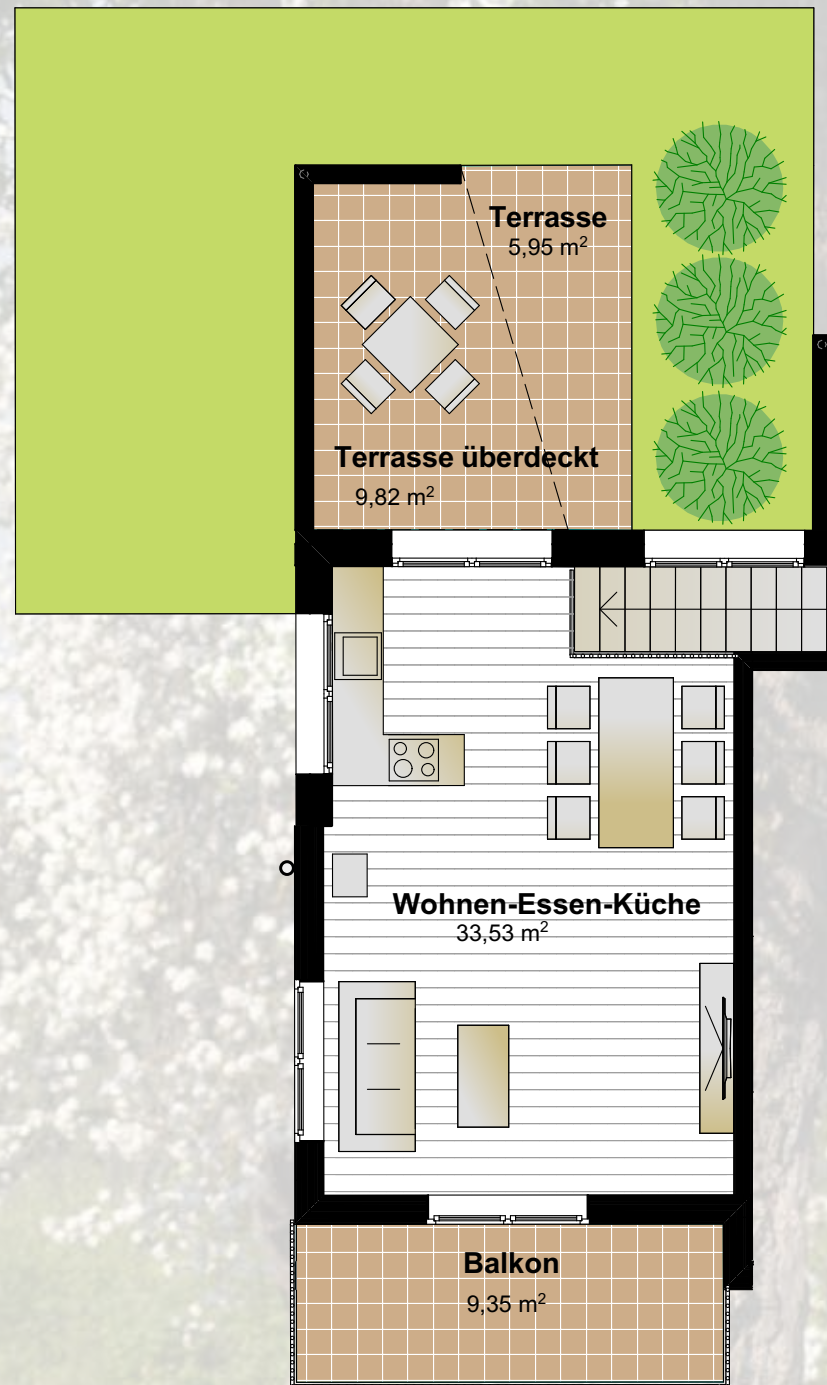 Terrasse
5,95 m²
Terrasse überdeckt
9,82 m²
Wohnen-Essen-Küche
33,53 m²
Balkon
9,35 m²